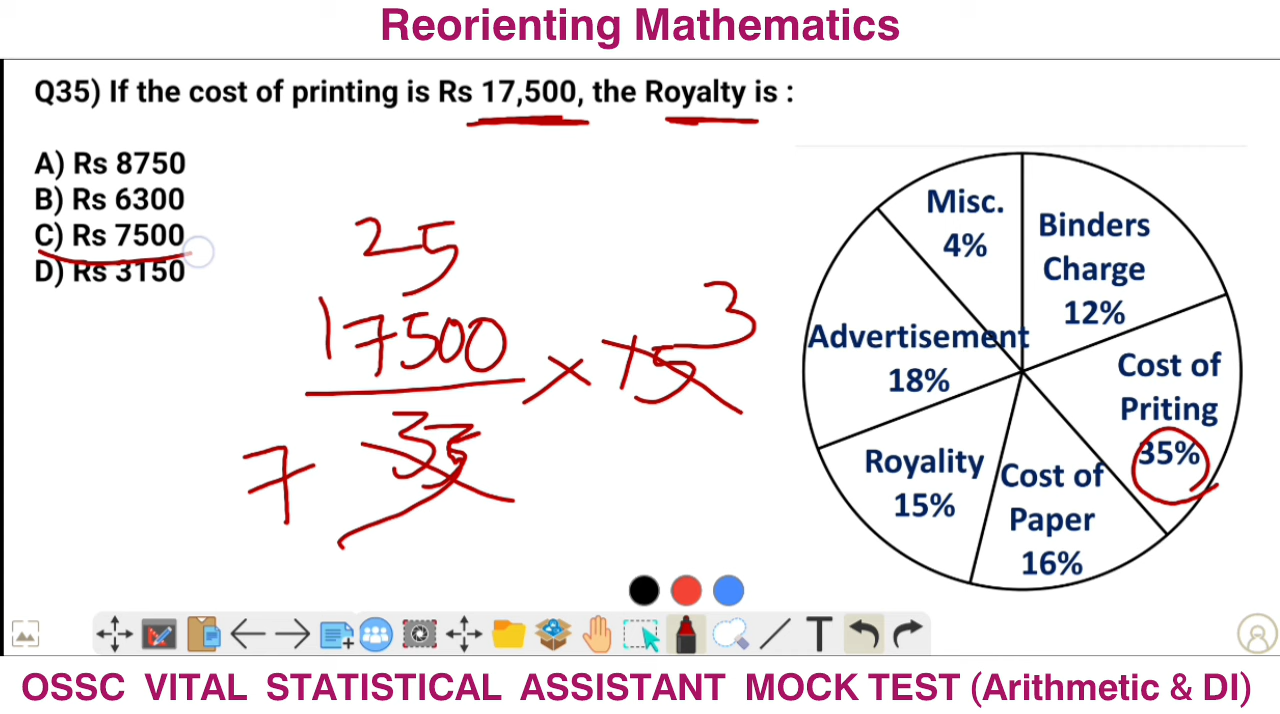 Reorienting Mathematics
Q35) If the cost of printing is Rs 17,500, the Royalty is :
A) Rs 8750
B) Rs 6300
C) Rs 7500
D) Rs 3150
25
17500
× 15
3
35
7
Misc.
4%
Binders
Charge
12%
Advertisement
18%
Cost of
Priting
35%
Royality
15%
Cost of
Paper
16%
T
OSSC VITAL STATISTICAL ASSISTANT MOCK TEST (Arithmetic & DI)